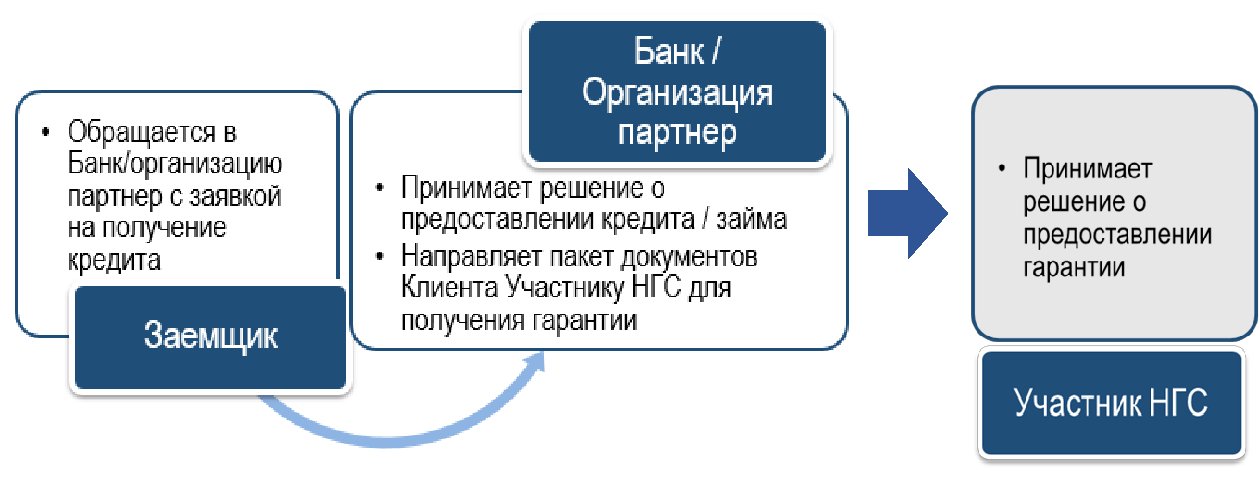 • Обращается в
Банк/организацию
партнер с заявкой
на получение
кредита
Заемщик
Банк /
Организация
партнер
• Принимает решение о
предоставлении кредита / займа
• Направляет пакет документов
Клиента Участнику НГС для
получения гарантии
• Принимает
решение о
предоставлении
гарантии
Участник НГС